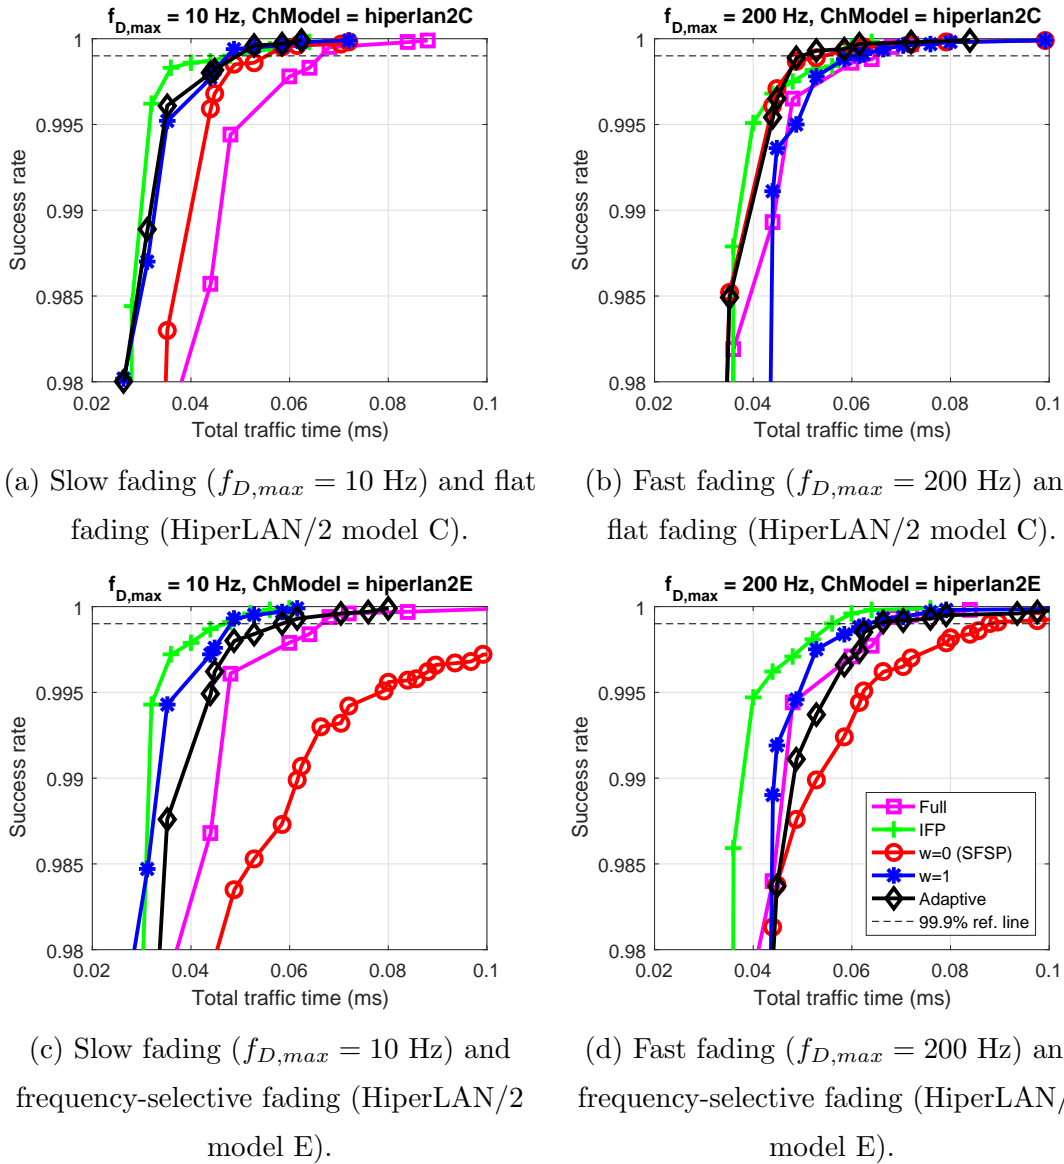 f_D,max = 10 Hz, ChModel = hiperlan2C
1
0.995
0.99
0.985
0.98
Success rate
0.02 0.04 0.06 0.08 0.1
Total traffic time (ms)
(a) Slow fading (f_D,max = 10 Hz) and flat
fading (HiperLAN/2 model C).
f_D,max = 200 Hz, ChModel = hiperlan2C
1
0.995
0.99
0.985
0.98
Success rate
0.02 0.04 0.06 0.08 0.1
Total traffic time (ms)
(b) Fast fading (f_D,max = 200 Hz) an
flat fading (HiperLAN/2 model C).
f_D,max = 10 Hz, ChModel = hiperlan2E
1
0.995
0.99
0.985
0.98
Success rate
0.02 0.04 0.06 0.08 0.1
Total traffic time (ms)
(c) Slow fading (f_D,max = 10 Hz) and
frequency-selective fading (HiperLAN/2
model E).
f_D,max = 200 Hz, ChModel = hiperlan2E
1
0.995
0.99
0.985
0.98
Success rate
Full
IFP
w=0 (SFSP)
w=1
Adaptive
99.9% ref. line
0.02 0.04 0.06 0.08 0.1
Total traffic time (ms)
(d) Fast fading (f_D,max = 200 Hz) an
frequency-selective fading (HiperLAN/
model E).